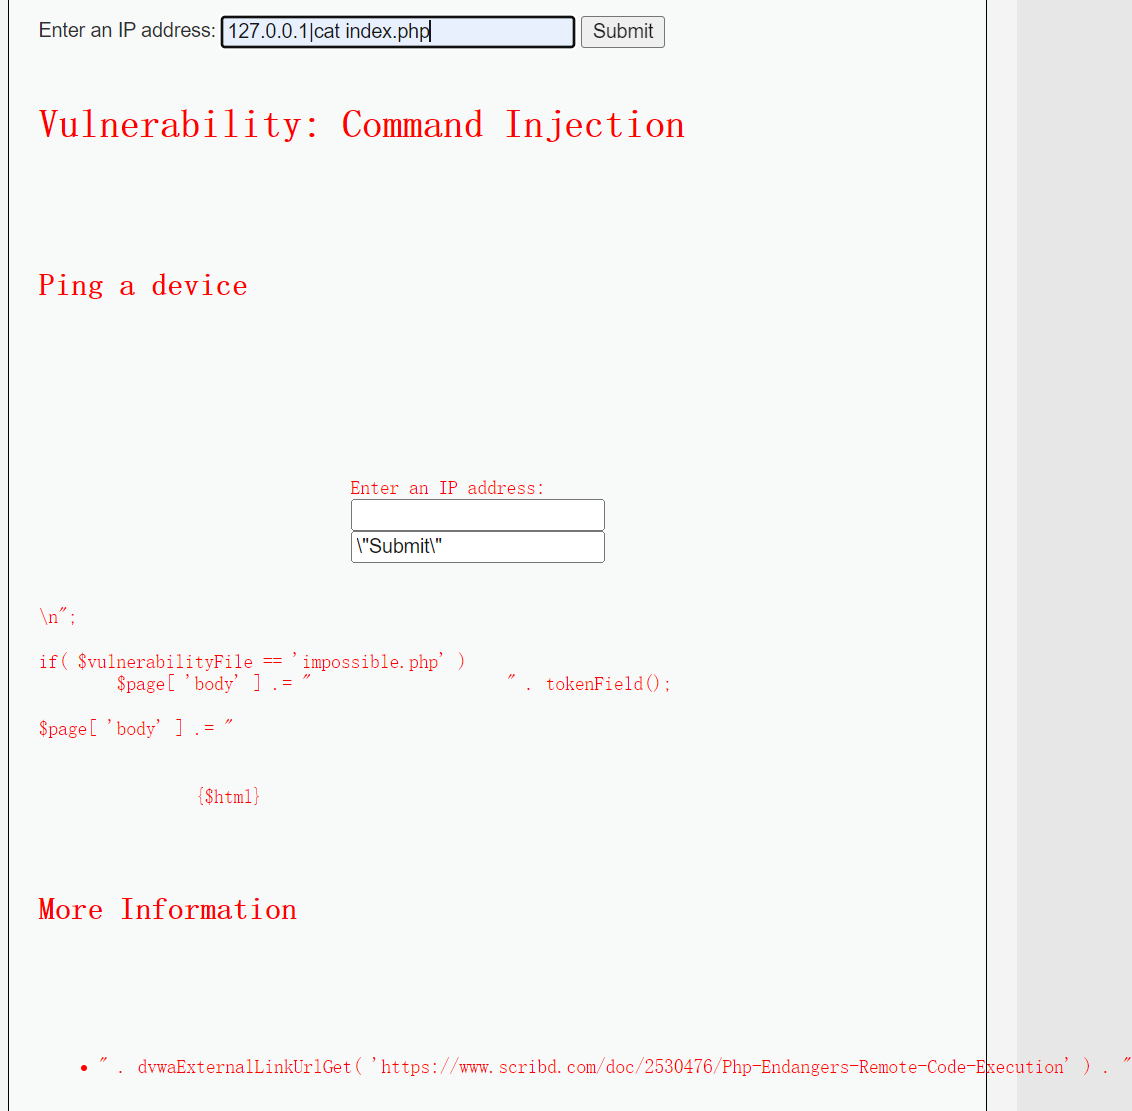 Enter an IP address: 127.0.0.1|cat index.php Submit
Vulnerability: Command Injection
Ping a device
Enter an IP address:
\"Submit\"
\n";
if( $vulnerabilityFile == 'impossible.php' )
$page[ 'body' ] .= " " . tokenField();
$page[ 'body' ] .= "
{$html}
More Information
• " . dvwaExternalLinkUrlGet( 'https://www.scribd.com/doc/2530476/Php-Endangers-Remote-Code-Execution' ) . "